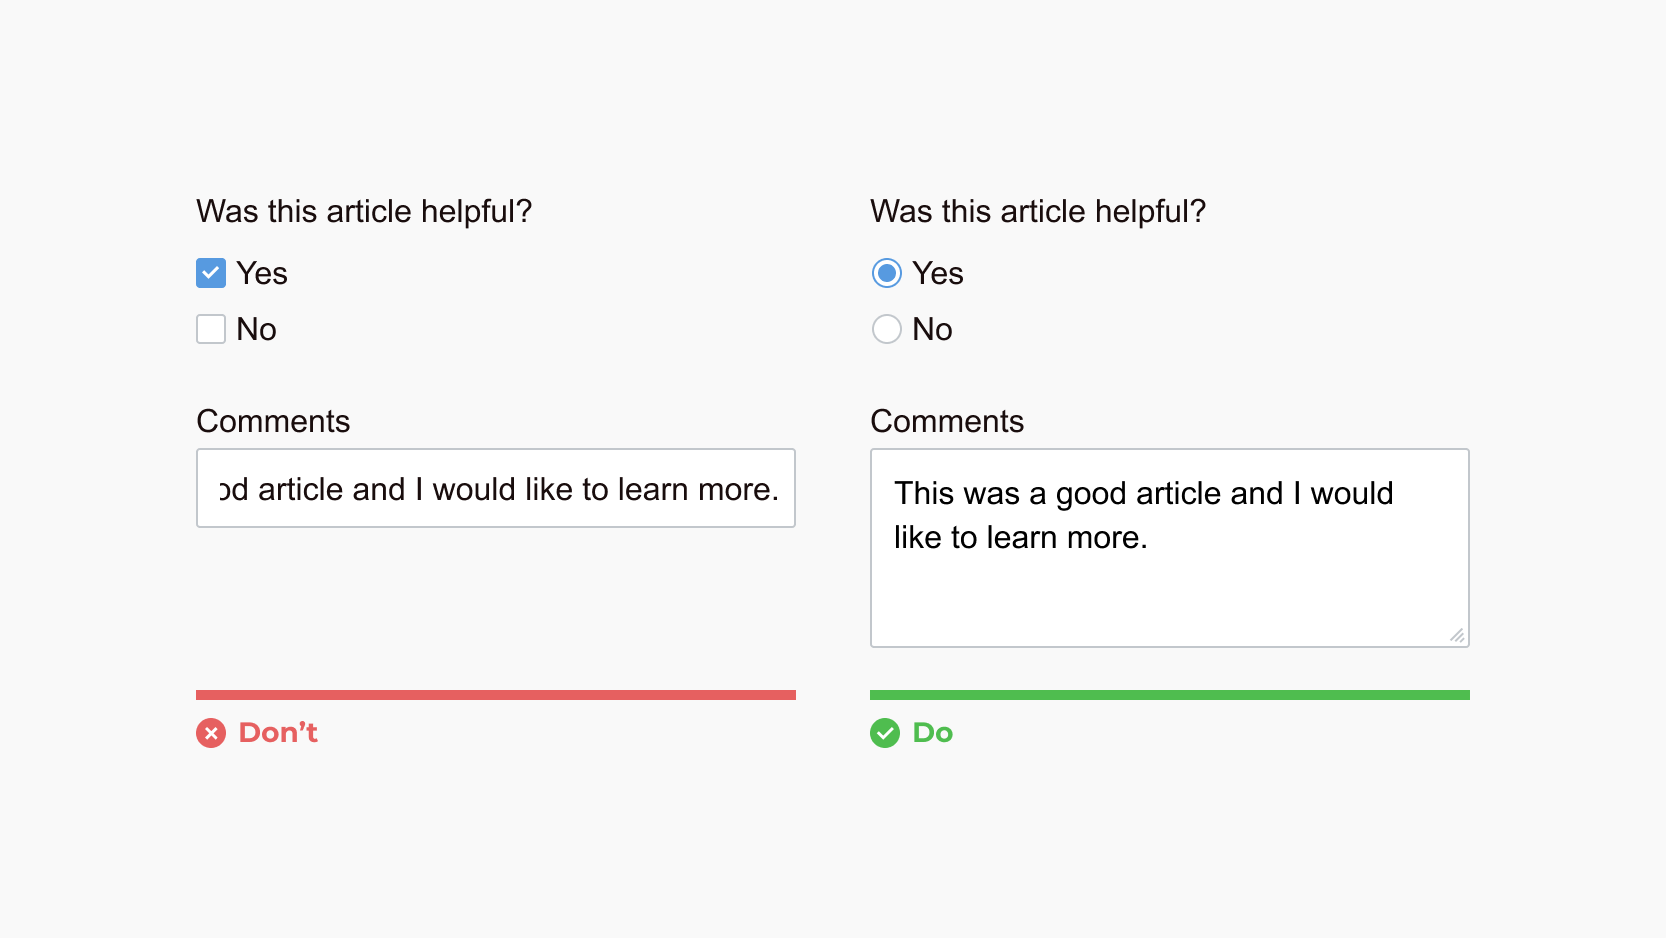 Was this article helpful?
Yes
No
Comments
od article and I would like to learn more.
Don’t
Was this article helpful?
Yes
No
Comments
This was a good article and I would
like to learn more.
Do